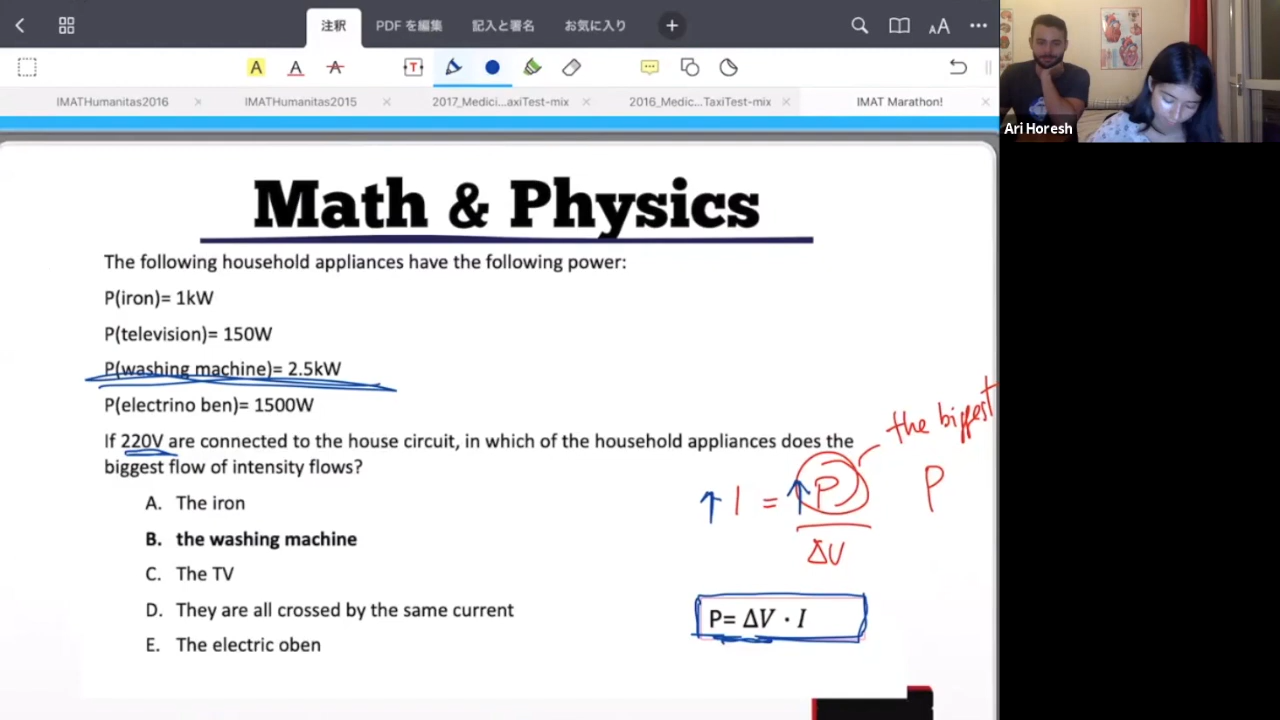 注釈 PDF を編集 記入と署名 お気に入り
IMATHumanitas2016 IMATHumanitas2015 2017_Medici...axiTest-mix 2016_Medic...TaxiTest-mix IMAT Marathon!
Ari Horesh
Math & Physics
The following household appliances have the following power:
P(iron)= 1kW
P(television)= 150W
P(washing machine)= 2.5kW
P(electrino ben)= 1500W
If 220V are connected to the house circuit, in which of the household appliances does the
biggest flow of intensity flows?
A. The iron
B. the washing machine
C. The TV
D. They are all crossed by the same current
E. The electric oben
the biggest
↑ I = ↑ P
ΔV
P
P= ΔV · I